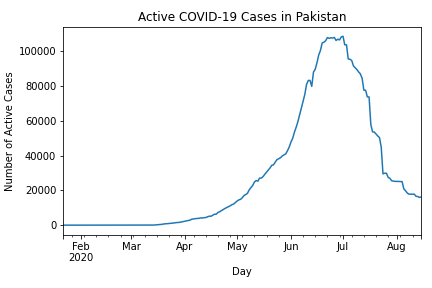 Active COVID-19 Cases in Pakistan
Number of Active Cases
100000
80000
60000
40000
20000
0
Feb Mar Apr May Jun Jul Aug
2020
Day